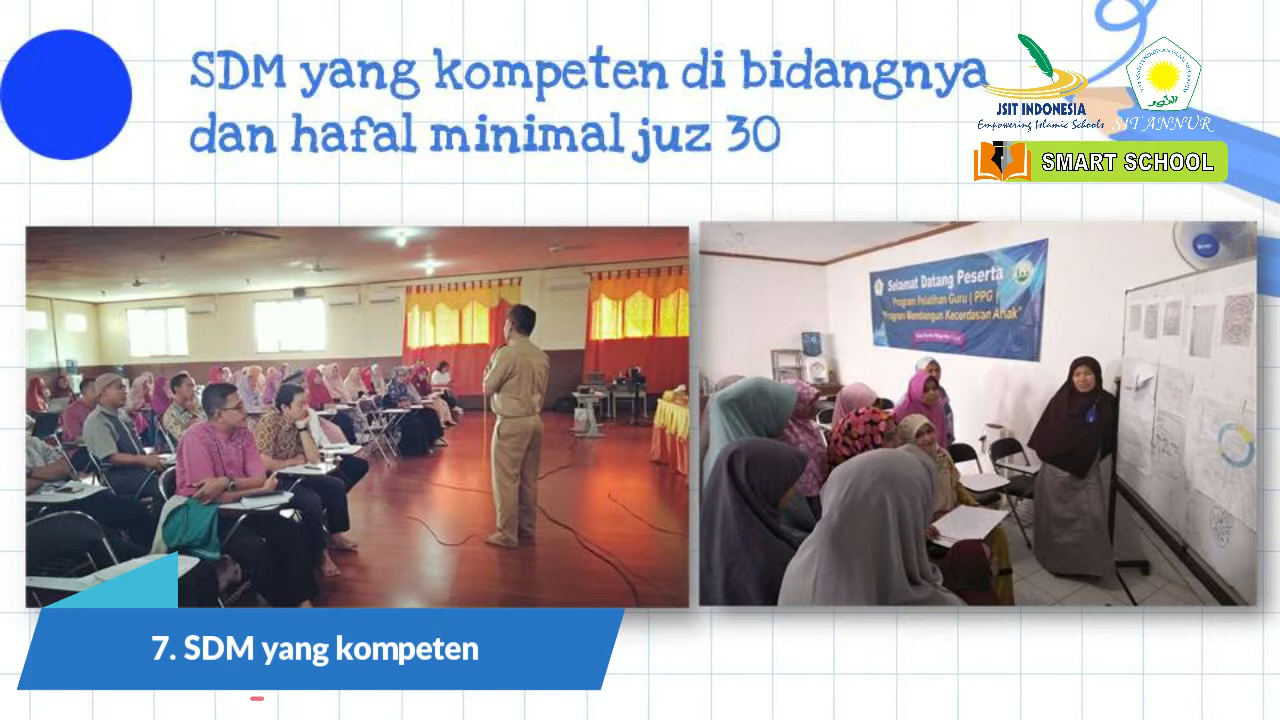 SDM yang kompeten di bidangnya
dan hafal minimal juz 30
JSIT INDONESIA
Empowering Islamic Schools
SIT ANNUR
SMART SCHOOL
Selamat Datang Peserta
Program Pelatihan Guru ( PPG )
"Program Membangun Kecerdasan Anak"
7. SDM yang kompeten